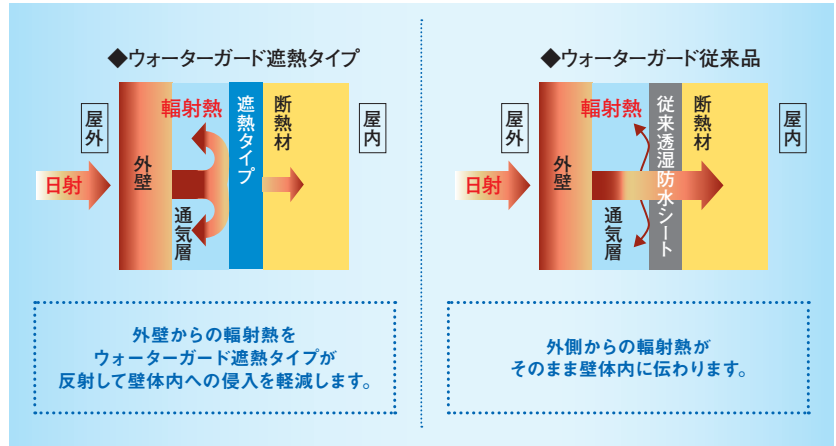 ◆ウォーターガード遮熱タイプ
屋外
日射
外壁
輻射熱
通気層
遮熱タイプ
断熱材
屋内
外壁からの輻射熱を
ウォーターガード遮熱タイプが
反射して壁体内への侵入を軽減します。
◆ウォーターガード従来品
屋外
日射
外壁
輻射熱
通気層
従来透湿防水シート
断熱材
屋内
外側からの輻射熱が
そのまま壁体内に伝わります。